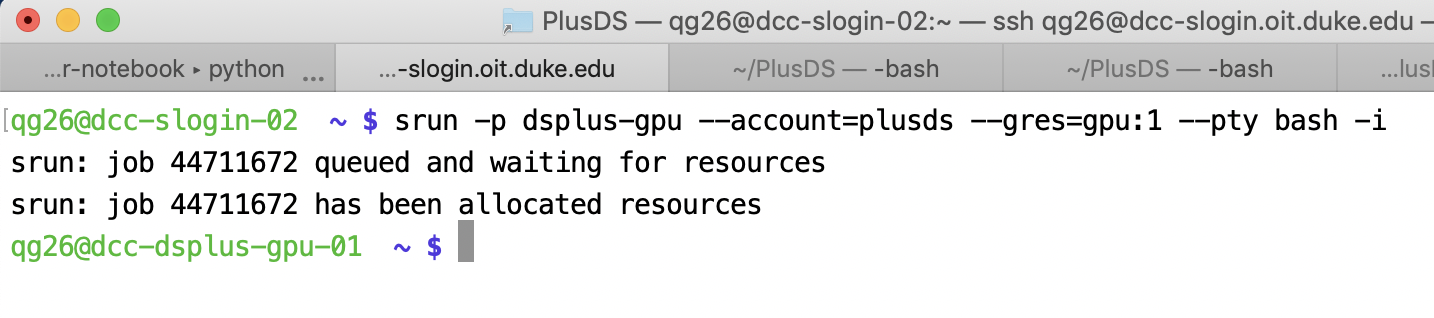 PlusDS — qg26@dcc-slogin-02:~ — ssh qg26@dcc-slogin.oit.duke.edu —
...r-notebook ▸ python ...
...-slogin.oit.duke.edu
~/PlusDS — -bash
~/PlusDS — -bash
[qg26@dcc-slogin-02 ~ $ srun -p dsplus-gpu --account=plusds --gres=gpu:1 --pty bash -i
srun: job 44711672 queued and waiting for resources
srun: job 44711672 has been allocated resources
qg26@dcc-dsplus-gpu-01 ~ $